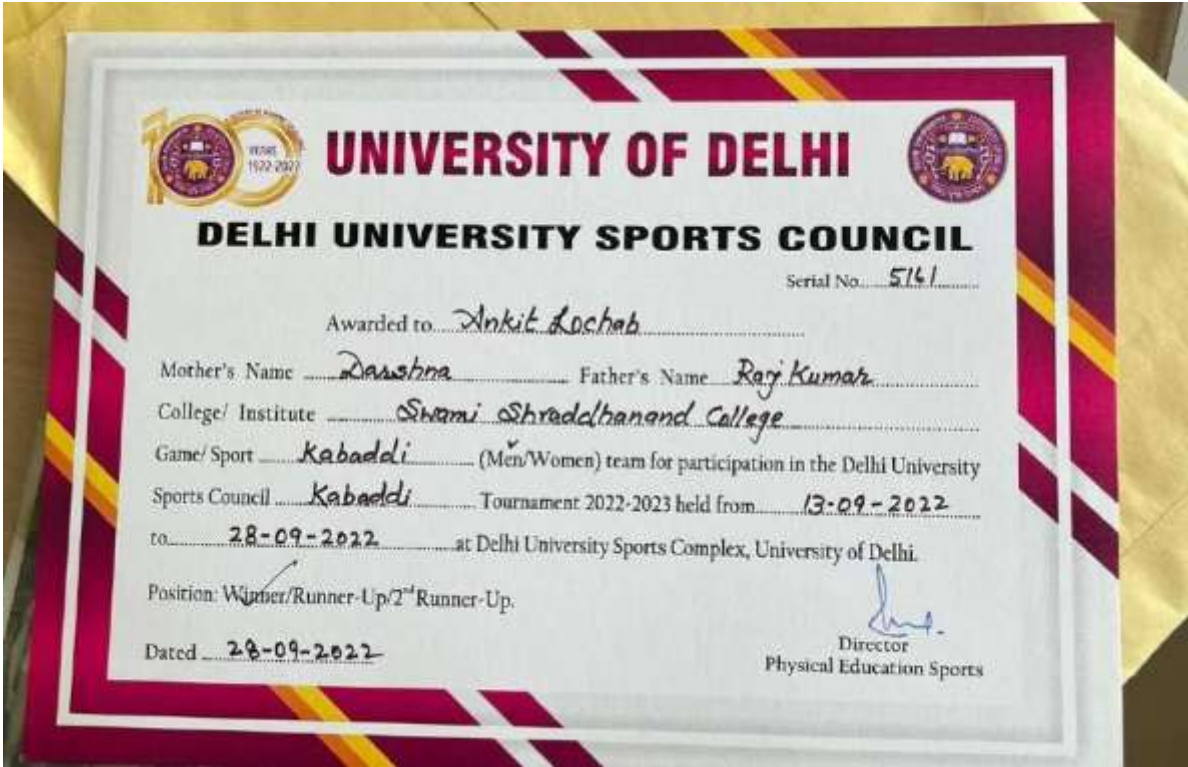 YEARS
1922-2022
UNIVERSITY OF DELHI
DELHI UNIVERSITY SPORTS COUNCIL
Serial No. 5161
Awarded to Ankit Lochab
Mother's Name Darshna Father's Name Raj Kumar
College/ Institute Swami Shraddhanand College
Game/ Sport Kabaddi (Men/Women) team for participation in the Delhi University
Sports Council Kabaddi Tournament 2022-2023 held from 13-09-2022
to 28-09-2022 at Delhi University Sports Complex, University of Delhi.
Position: Winner/Runner-Up/2nd Runner-Up.
Dated 28-09-2022
Director
Physical Education Sports